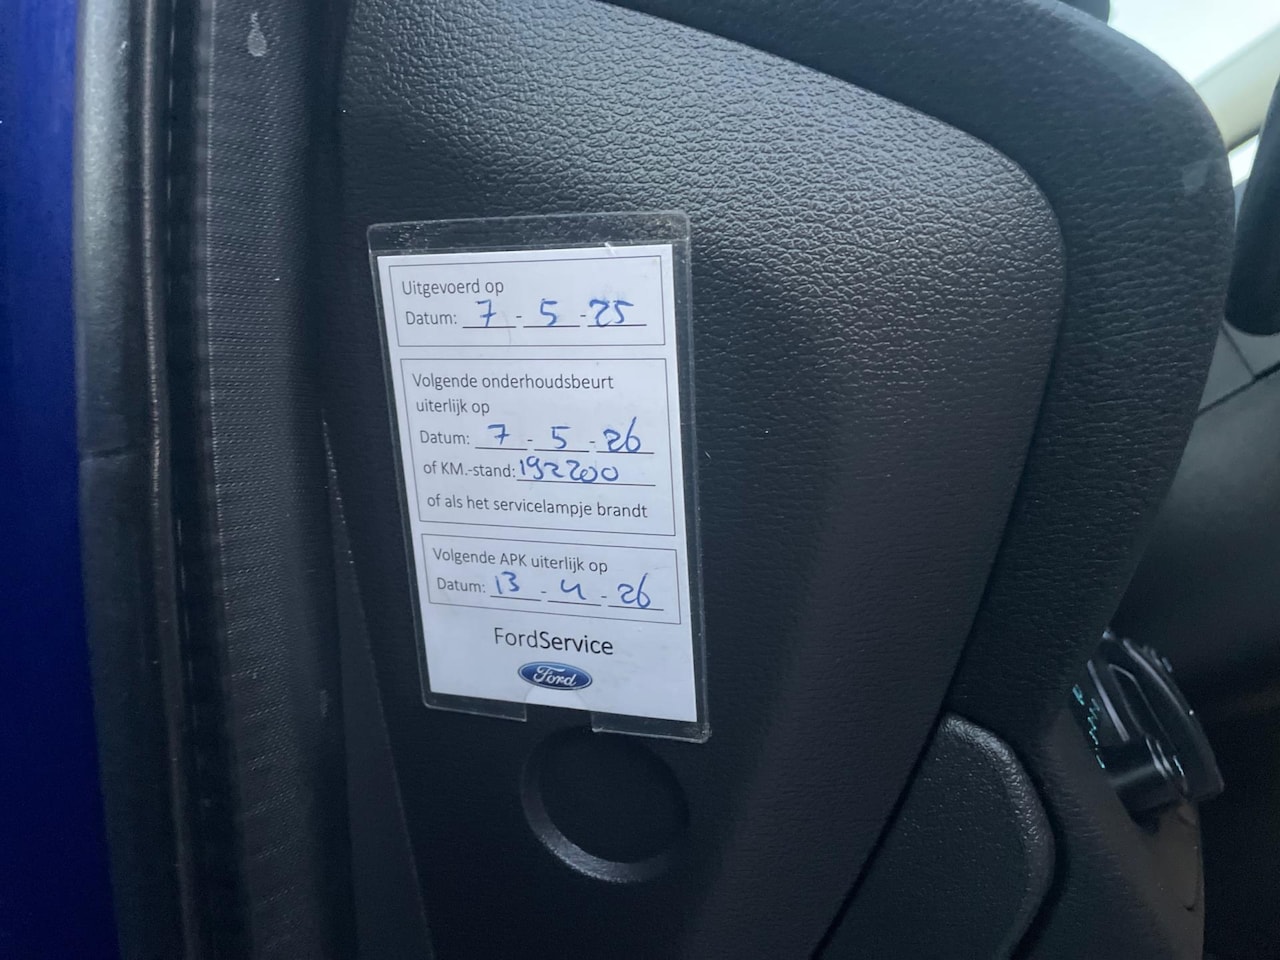 Uitgevoerd op
Datum: 7 - 5 - 25
Volgende onderhoudsbeurt
uiterlijk op
Datum: 7 - 5 - 26
of KM.-stand: 192200
of als het servicelampje brandt
Volgende APK uiterlijk op
Datum: 13 - 4 - 26
FordService
Ford